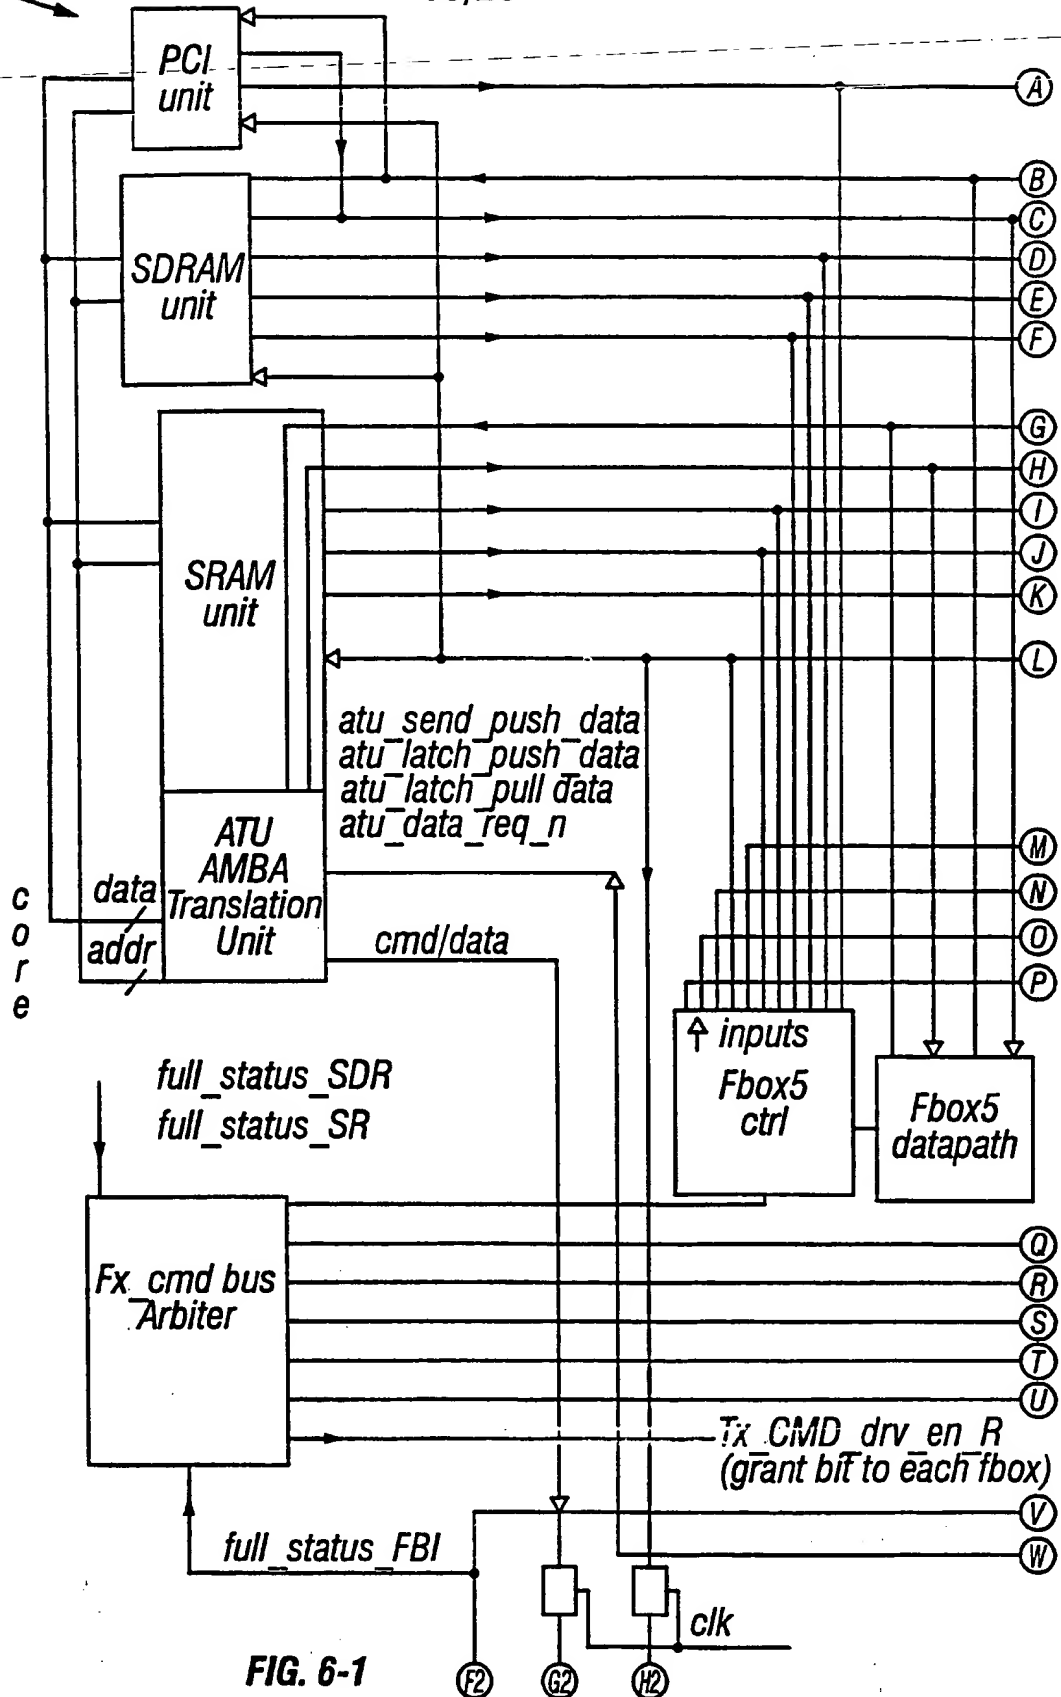 PCI
unit
A
B
C
SDRAM
unit
D
E
F
G
H
I
J
SRAM
unit
K
L
atu_send_push_data
atu_latch_push_data
atu_latch_pull data
atu_data_req_n
ATU
AMBA
Translation
Unit
core
data
addr
cmd/data
M
N
O
P
inputs
Fbox5
ctrl
Fbox5
datapath
full_status_SDR
full_status_SR
Fx_cmd bus
Arbiter
Q
R
S
T
U
Tx_CMD_drv_en_R
(grant bit to each fbox)
V
full_status_FBI
W
clk
FIG. 6-1
F2
G2
H2